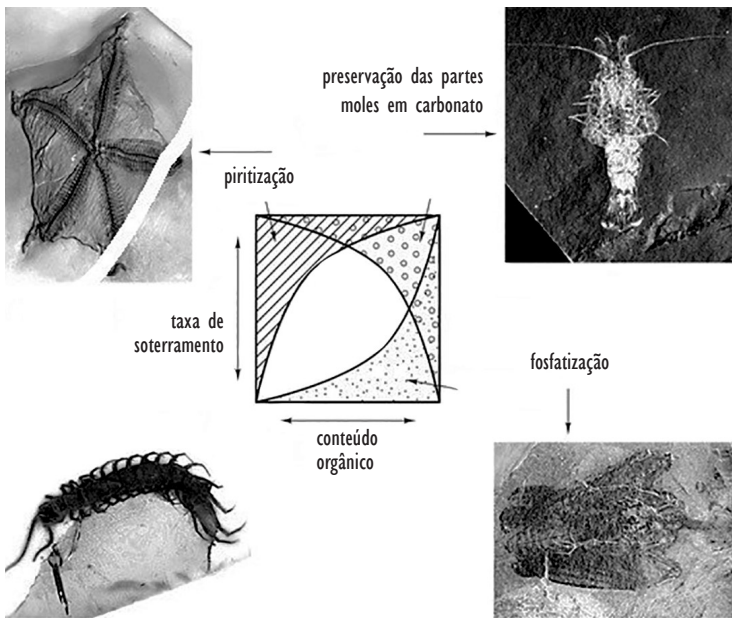 preservação das partes
moles em carbonato
piritização
taxa de
soterramento
fosfatização
conteúdo
orgânico